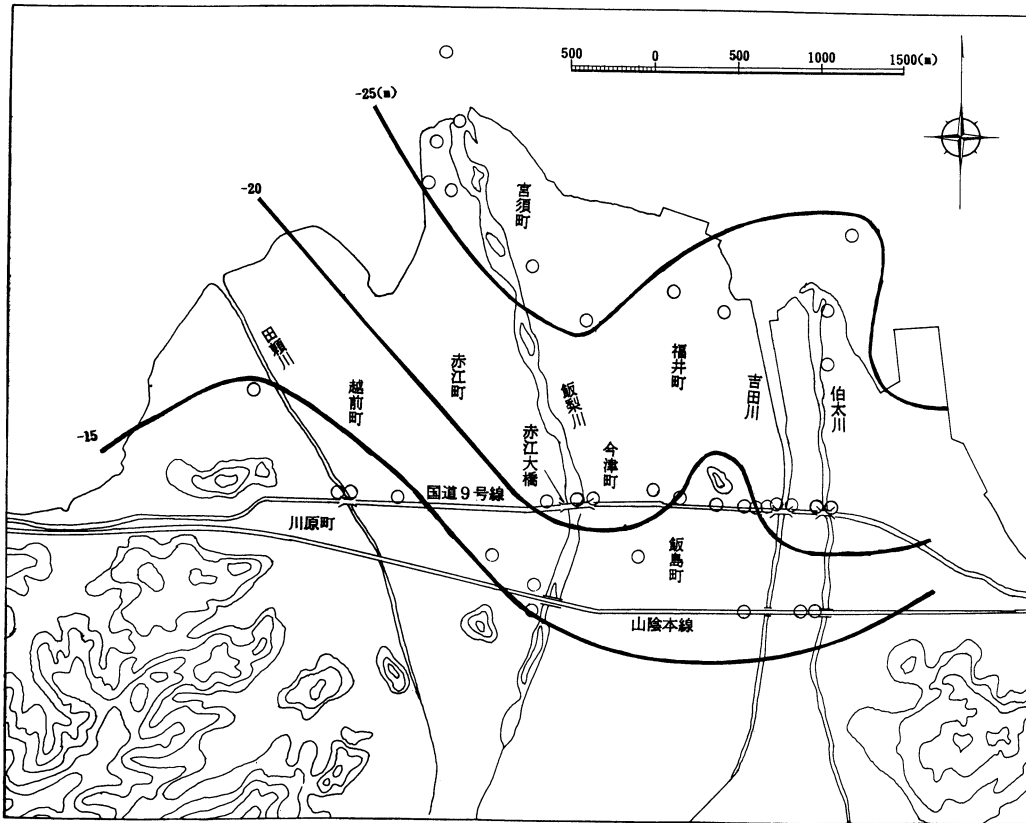 500 0 500 1000 1500(m)
-25(m)
-20
-15
宮須町
田頼川
越前町
赤江町
飯梨川
福井町
吉田川
伯太川
赤江大橋
今津町
国道9号線
川原町
飯島町
山陰本線